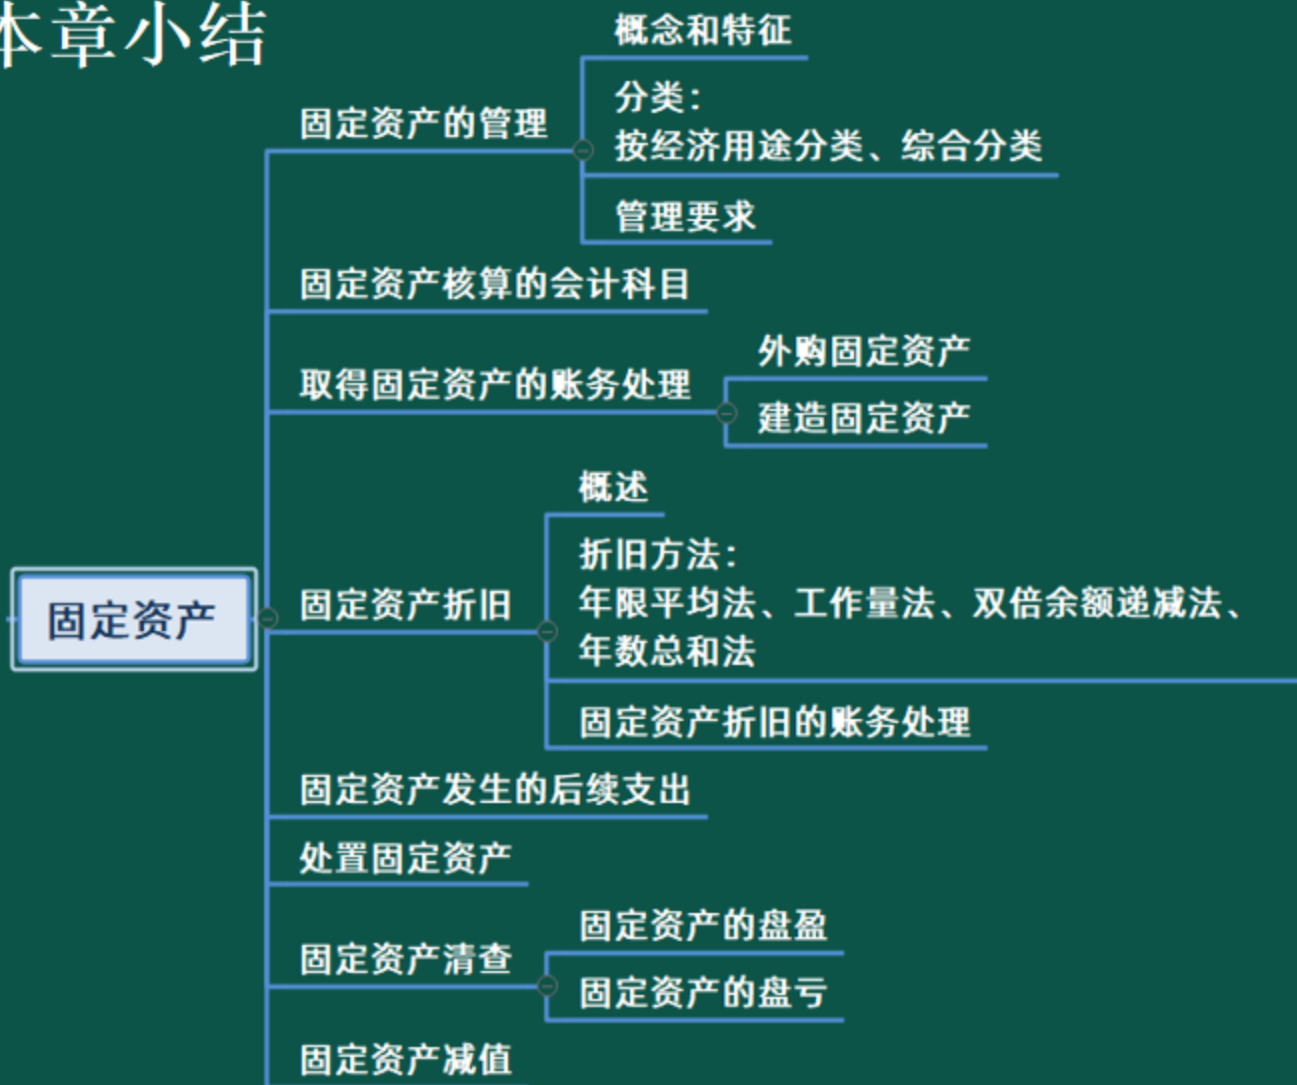 本章小结
概念和特征
固定资产的管理
分类：
按经济用途分类、综合分类
管理要求
固定资产核算的会计科目
取得固定资产的账务处理
外购固定资产
建造固定资产
概述
固定资产
固定资产折旧
折旧方法：
年限平均法、工作量法、双倍余额递减法、
年数总和法
固定资产折旧的账务处理
固定资产发生的后续支出
处置固定资产
固定资产清查
固定资产的盘盈
固定资产的盘亏
固定资产减值